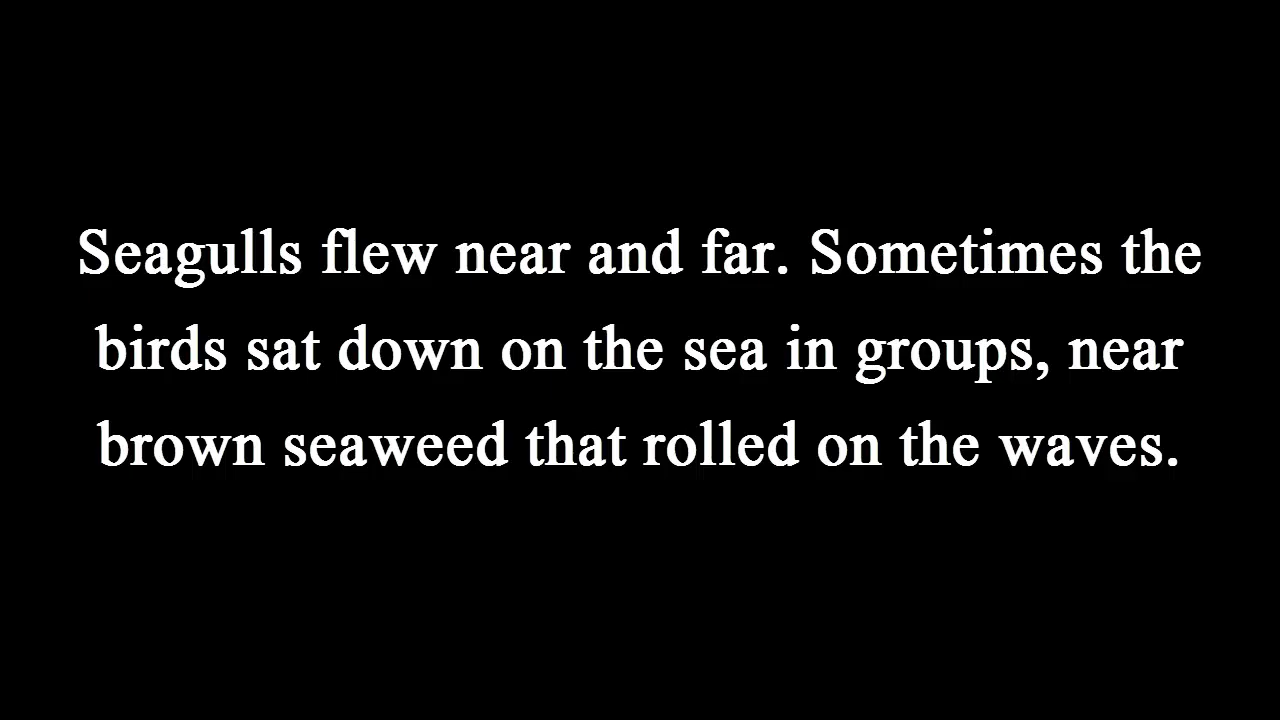 Seagulls flew near and far. Sometimes the
birds sat down on the sea in groups, near
brown seaweed that rolled on the waves.